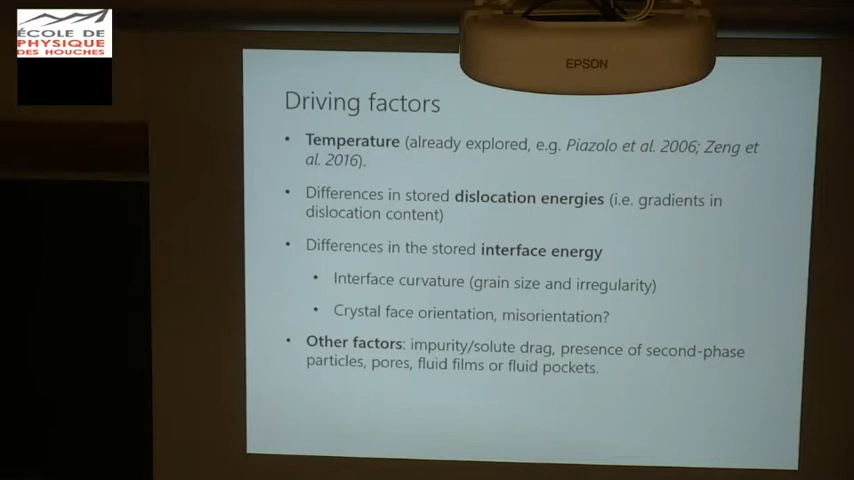 ÉCOLE DE
PHYSIQUE
DES HOUCHES
EPSON
Driving factors
• Temperature (already explored, e.g. Piazolo et al. 2006; Zeng et
al. 2016).
• Differences in stored dislocation energies (i.e. gradients in
dislocation content)
• Differences in the stored interface energy
• Interface curvature (grain size and irregularity)
• Crystal face orientation, misorientation?
• Other factors: impurity/solute drag, presence of second-phase
particles, pores, fluid films or fluid pockets.